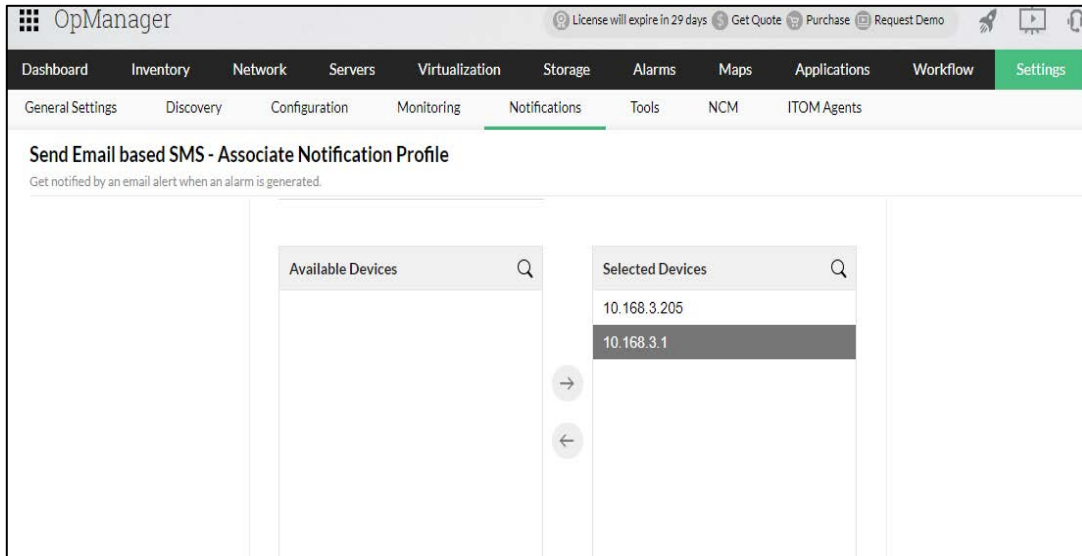 OpManager
License will expire in 29 days Get Quote Purchase Request Demo
Dashboard Inventory Network Servers Virtualization Storage Alarms Maps Applications Workflow Settings
General Settings Discovery Configuration Monitoring Notifications Tools NCM ITOM Agents
Send Email based SMS - Associate Notification Profile
Get notified by an email alert when an alarm is generated.
Available Devices Selected Devices
10.168.3.205
10.168.3.1